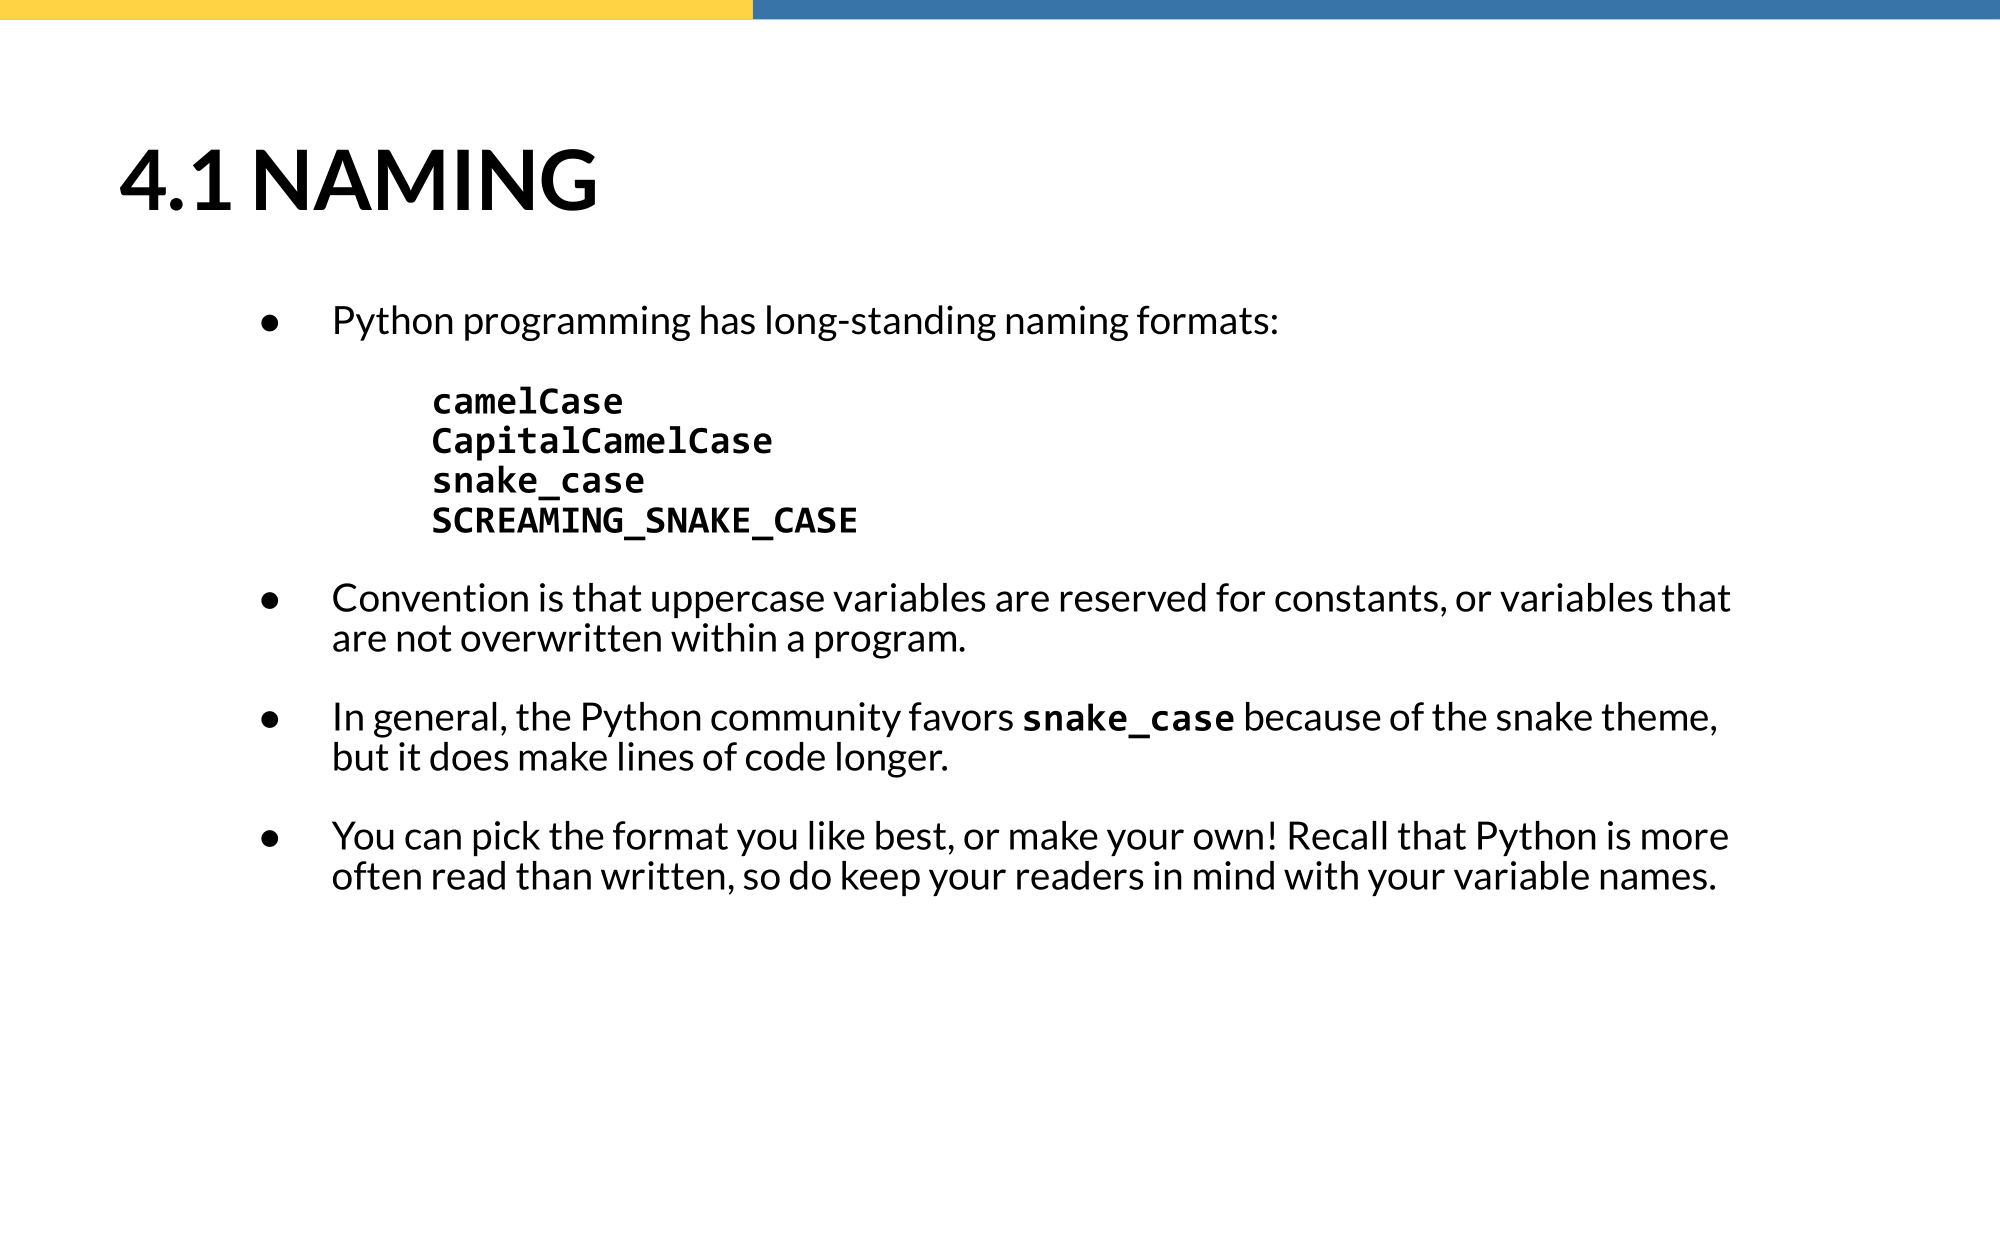 4.1 NAMING
● Python programming has long-standing naming formats:
camelCase
CapitalCamelCase
snake_case
SCREAMING_SNAKE_CASE
● Convention is that uppercase variables are reserved for constants, or variables that
are not overwritten within a program.
● In general, the Python community favors snake_case because of the snake theme,
but it does make lines of code longer.
● You can pick the format you like best, or make your own! Recall that Python is more
often read than written, so do keep your readers in mind with your variable names.